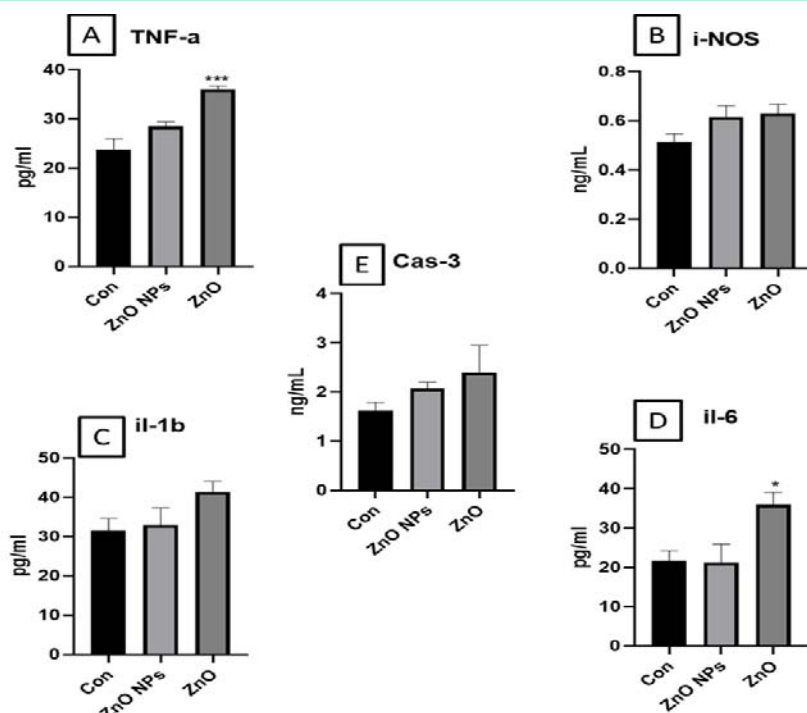 A TNF-a
***
40
30
20
10
0
pg/ml
Con
ZnO NPs
ZnO
B i-NOS
0.8
0.6
0.4
0.2
0.0
ng/mL
Con
ZnO NPs
ZnO
E Cas-3
4
3
2
1
0
ng/mL
Con
ZnO NPs
ZnO
C il-1b
50
40
30
20
10
0
pg/ml
Con
ZnO NPs
ZnO
D il-6
*
50
40
30
20
10
0
pg/ml
Con
ZnO NPs
ZnO